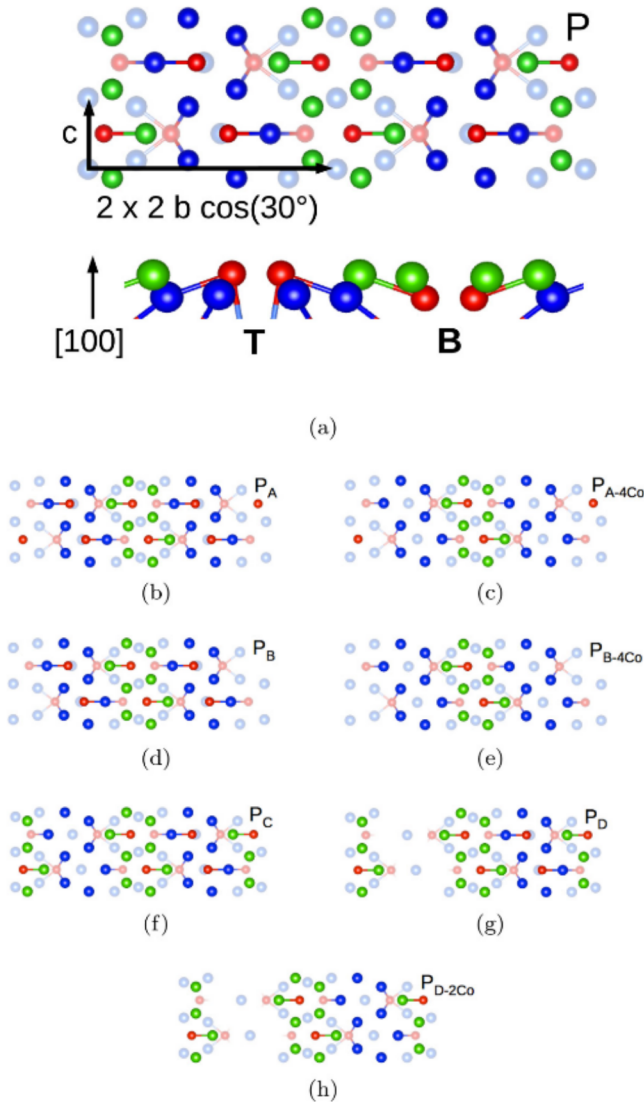 P
c
2 x 2 b cos(30°)
[100]
T
B
(a)
P_A
P_A-4Co
(b)
(c)
P_B
P_B-4Co
(d)
(e)
P_C
P_D
(f)
(g)
P_D-2Co
(h)